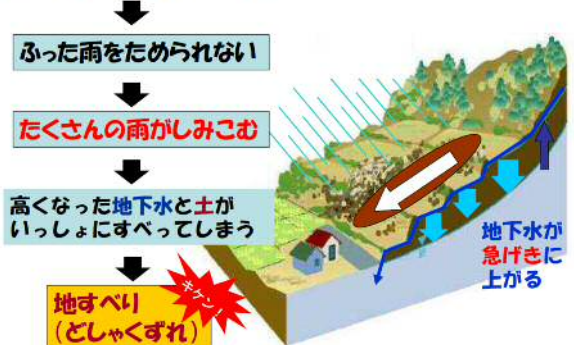 ふった雨をためられない
たくさんの雨がしみこむ
高くなった地下水と土が
いっしょにすべってしまう
地すべり
(どしゃくずれ)
キケン!
地下水が
急げきに
上がる